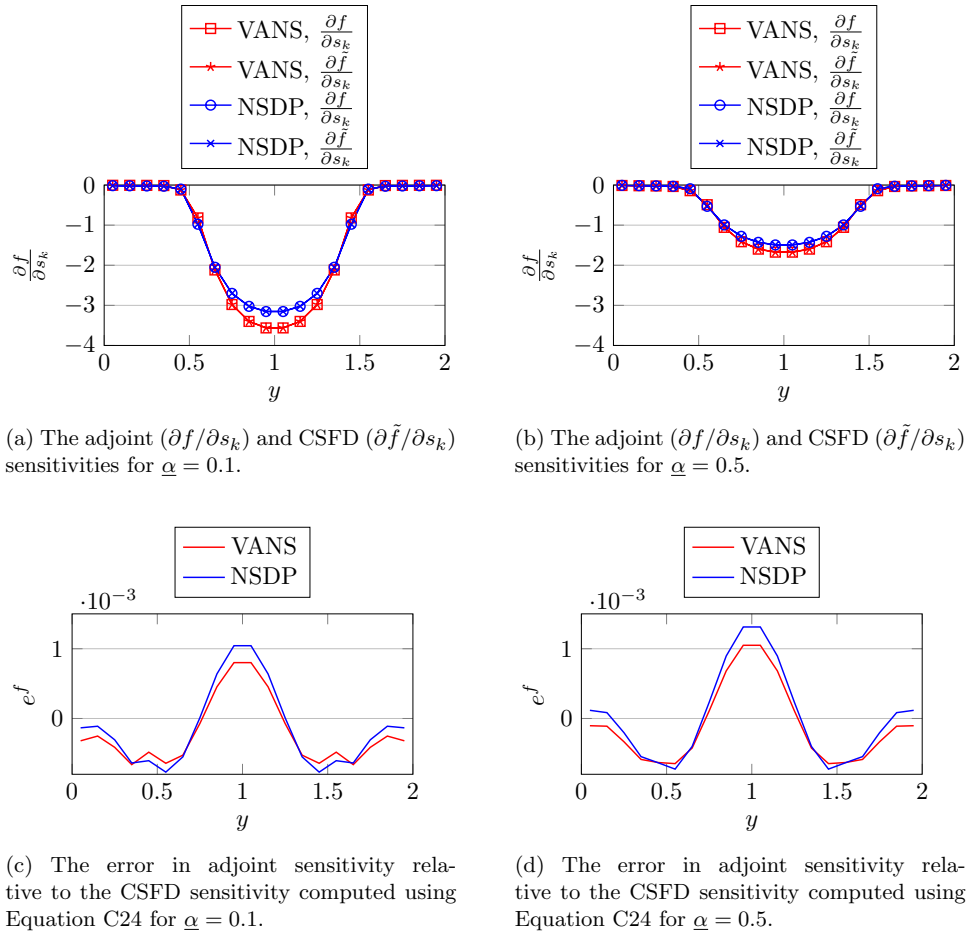 VANS, ∂f/∂s_k
VANS, ∂f̃/∂s_k
NSDP, ∂f/∂s_k
NSDP, ∂f̃/∂s_k
0
−1
−2
−3
−4
∂f/∂s_k
0 0.5 1 1.5 2
y
(a) The adjoint (∂f/∂s_k) and CSFD (∂f̃/∂s_k)
sensitivities for α̲ = 0.1.
VANS, ∂f/∂s_k
VANS, ∂f̃/∂s_k
NSDP, ∂f/∂s_k
NSDP, ∂f̃/∂s_k
0
−1
−2
−3
−4
∂f/∂s_k
0 0.5 1 1.5 2
y
(b) The adjoint (∂f/∂s_k) and CSFD (∂f̃/∂s_k)
sensitivities for α̲ = 0.5.
VANS
NSDP
·10⁻³
1
0
e^f
0 0.5 1 1.5 2
y
(c) The error in adjoint sensitivity rela-
tive to the CSFD sensitivity computed using
Equation C24 for α̲ = 0.1.
VANS
NSDP
·10⁻³
1
0
e^f
0 0.5 1 1.5 2
y
(d) The error in adjoint sensitivity rela-
tive to the CSFD sensitivity computed using
Equation C24 for α̲ = 0.5.